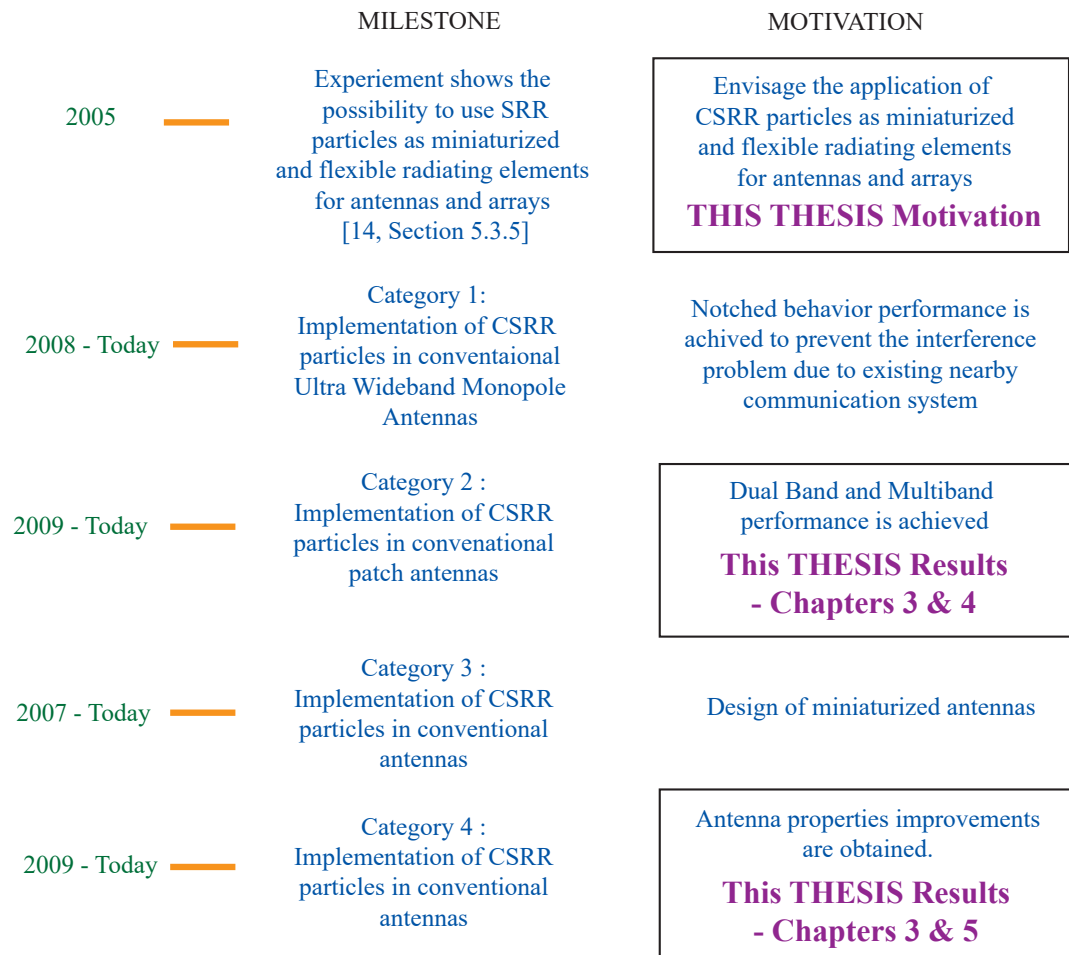 MILESTONE
MOTIVATION
2005
Experiement shows the
possibility to use SRR
particles as miniaturized
and flexible radiating elements
for antennas and arrays
[14, Section 5.3.5]
Envisage the application of
CSRR particles as miniaturized
and flexible radiating elements
for antennas and arrays
THIS THESIS Motivation
2008 - Today
Category 1:
Implementation of CSRR
particles in conventaional
Ultra Wideband Monopole
Antennas
Notched behavior performance is
achived to prevent the interference
problem due to existing nearby
communication system
2009 - Today
Category 2 :
Implementation of CSRR
particles in convenational
patch antennas
Dual Band and Multiband
performance is achieved
This THESIS Results
- Chapters 3 & 4
2007 - Today
Category 3 :
Implementation of CSRR
particles in conventional
antennas
Design of miniaturized antennas
2009 - Today
Category 4 :
Implementation of CSRR
particles in conventional
antennas
Antenna properties improvements
are obtained.
This THESIS Results
- Chapters 3 & 5